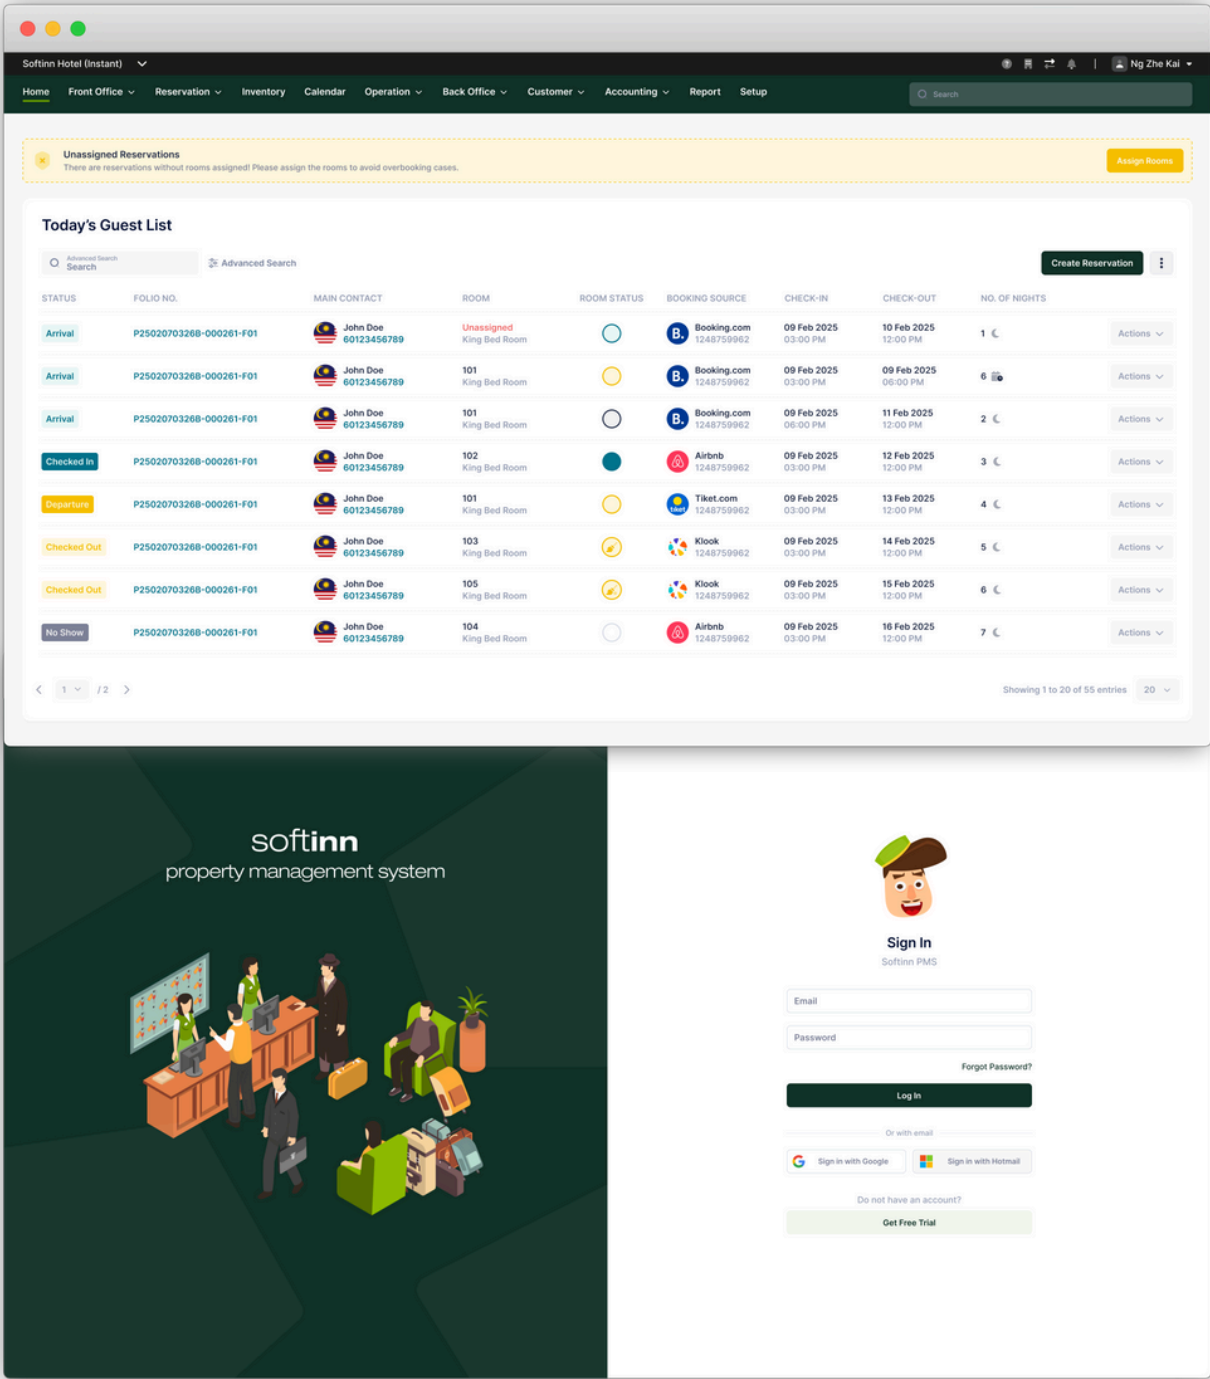 Softinn Hotel (Instant)
Ng Zhe Kai
Home Front Office Reservation Inventory Calendar Operation Back Office Customer Accounting Report Setup
Search
Unassigned Reservations
There are reservations without rooms assigned! Please assign the rooms to avoid overbooking cases.
Assign Rooms
Today's Guest List
Advanced Search
Search
Advanced Search
Create Reservation
STATUS FOLIO NO. MAIN CONTACT ROOM ROOM STATUS BOOKING SOURCE CHECK-IN CHECK-OUT NO. OF NIGHTS
Arrival P2502070326B-000261-F01 John Doe Unassigned B. Booking.com 09 Feb 2025 10 Feb 2025 1 Actions
60123456789 King Bed Room 1248759962 03:00 PM 12:00 PM
Arrival P2502070326B-000261-F01 John Doe 101 B. Booking.com 09 Feb 2025 09 Feb 2025 6 Actions
60123456789 King Bed Room 1248759962 03:00 PM 06:00 PM
Arrival P2502070326B-000261-F01 John Doe 101 B. Booking.com 09 Feb 2025 11 Feb 2025 2 Actions
60123456789 King Bed Room 1248759962 06:00 PM 12:00 PM
Checked In P2502070326B-000261-F01 John Doe 102 Airbnb 09 Feb 2025 12 Feb 2025 3 Actions
60123456789 King Bed Room 1248759962 03:00 PM 12:00 PM
Departure P2502070326B-000261-F01 John Doe 101 tiket Tiket.com 09 Feb 2025 13 Feb 2025 4 Actions
60123456789 King Bed Room 1248759962 03:00 PM 12:00 PM
Checked Out P2502070326B-000261-F01 John Doe 103 Klook 09 Feb 2025 14 Feb 2025 5 Actions
60123456789 King Bed Room 1248759962 03:00 PM 12:00 PM
Checked Out P2502070326B-000261-F01 John Doe 105 Klook 09 Feb 2025 15 Feb 2025 6 Actions
60123456789 King Bed Room 1248759962 03:00 PM 12:00 PM
No Show P2502070326B-000261-F01 John Doe 104 Airbnb 09 Feb 2025 16 Feb 2025 7 Actions
60123456789 King Bed Room 1248759962 03:00 PM 12:00 PM
1 / 2
Showing 1 to 20 of 55 entries 20
softinn
property management system
Sign In
Softinn PMS
Email
Password
Forgot Password?
Log In
Or with email
Sign in with Google
Sign in with Hotmail
Do not have an account?
Get Free Trial